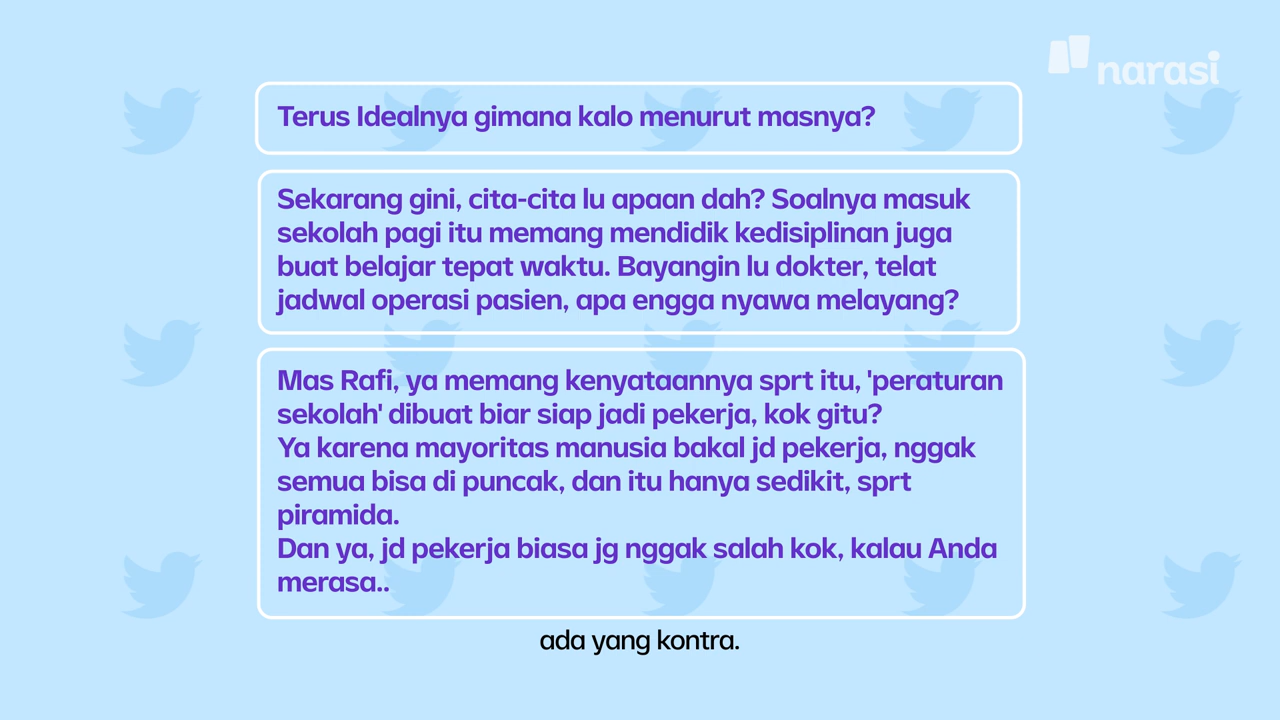 narasi
Terus Idealnya gimana kalo menurut masnya?
Sekarang gini, cita-cita lu apaan dah? Soalnya masuk
sekolah pagi itu memang mendidik kedisiplinan juga
buat belajar tepat waktu. Bayangin lu dokter, telat
jadwal operasi pasien, apa engga nyawa melayang?
Mas Rafi, ya memang kenyataannya sprt itu, 'peraturan
sekolah' dibuat biar siap jadi pekerja, kok gitu?
Ya karena mayoritas manusia bakal jd pekerja, nggak
semua bisa di puncak, dan itu hanya sedikit, sprt
piramida.
Dan ya, jd pekerja biasa jg nggak salah kok, kalau Anda
merasa..
ada yang kontra.